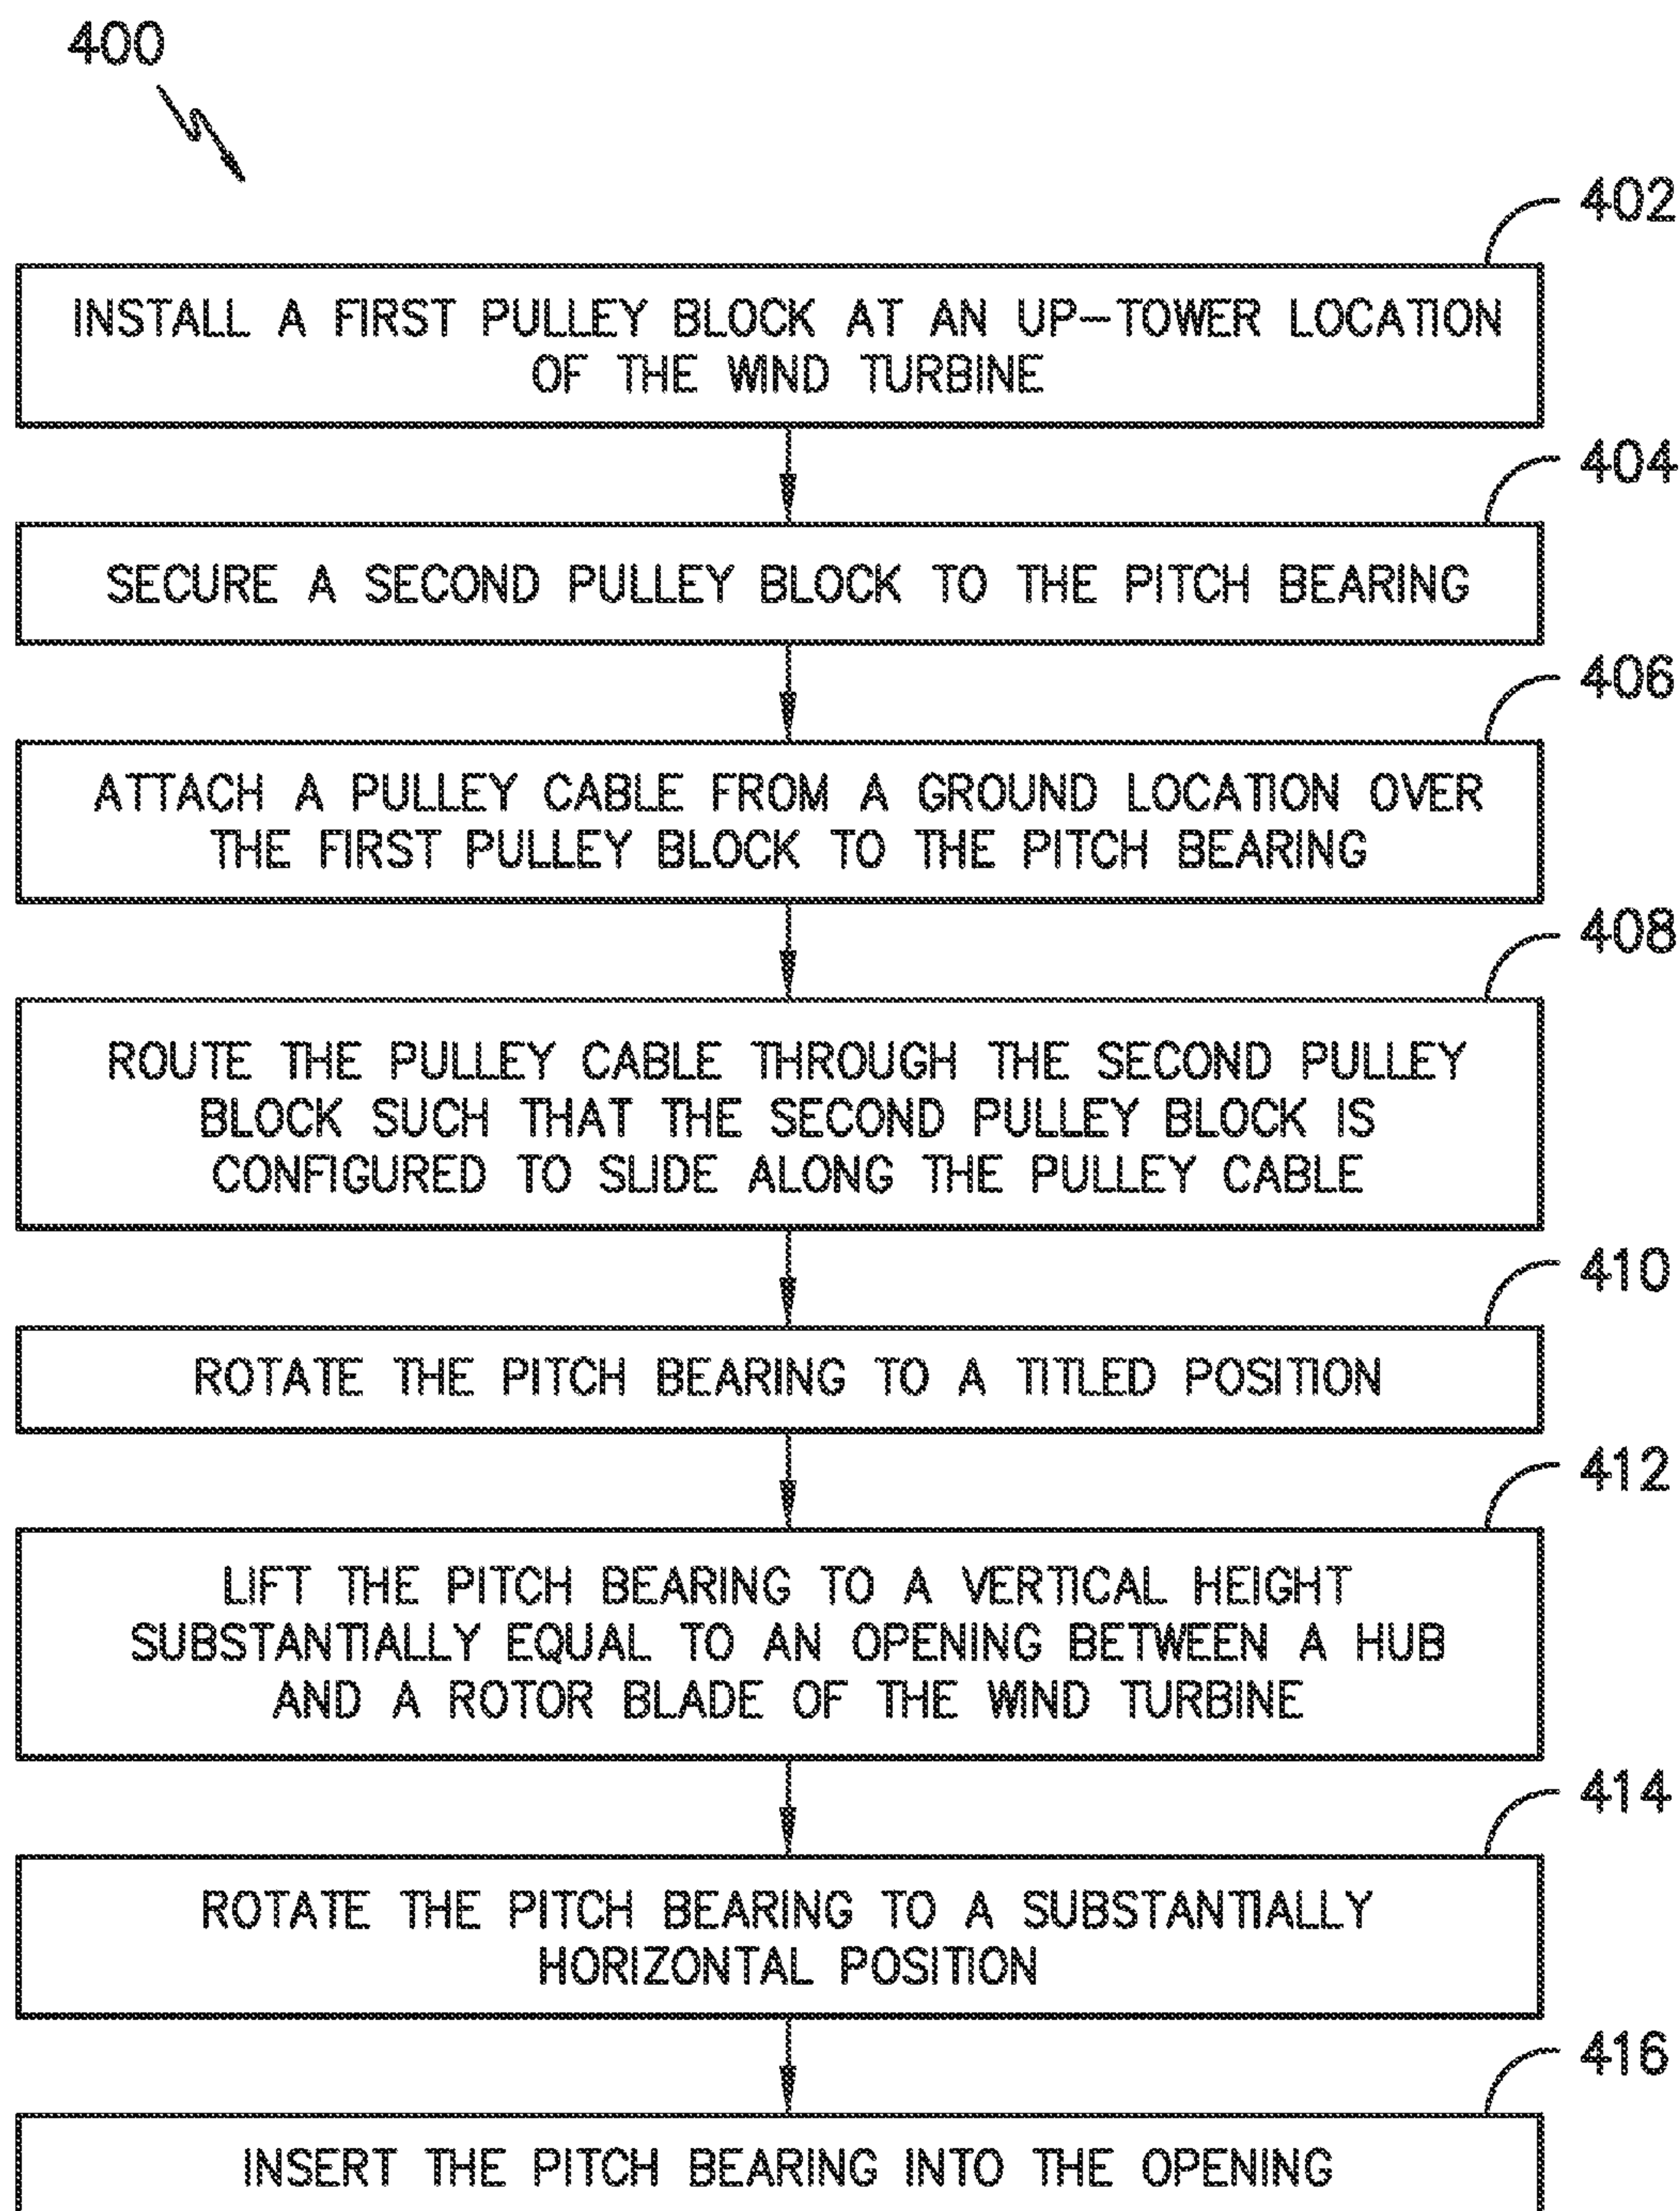 400
402
INSTALL A FIRST PULLEY BLOCK AT AN UP-TOWER LOCATION
OF THE WIND TURBINE
404
SECURE A SECOND PULLEY BLOCK TO THE PITCH BEARING
406
ATTACH A PULLEY CABLE FROM A GROUND LOCATION OVER
THE FIRST PULLEY BLOCK TO THE PITCH BEARING
408
ROUTE THE PULLEY CABLE THROUGH THE SECOND PULLEY
BLOCK SUCH THAT THE SECOND PULLEY BLOCK IS
CONFIGURED TO SLIDE ALONG THE PULLEY CABLE
410
ROTATE THE PITCH BEARING TO A TITLED POSITION
412
LIFT THE PITCH BEARING TO A VERTICAL HEIGHT
SUBSTANTIALLY EQUAL TO AN OPENING BETWEEN A HUB
AND A ROTOR BLADE OF THE WIND TURBINE
414
ROTATE THE PITCH BEARING TO A SUBSTANTIALLY
HORIZONTAL POSITION
416
INSERT THE PITCH BEARING INTO THE OPENING